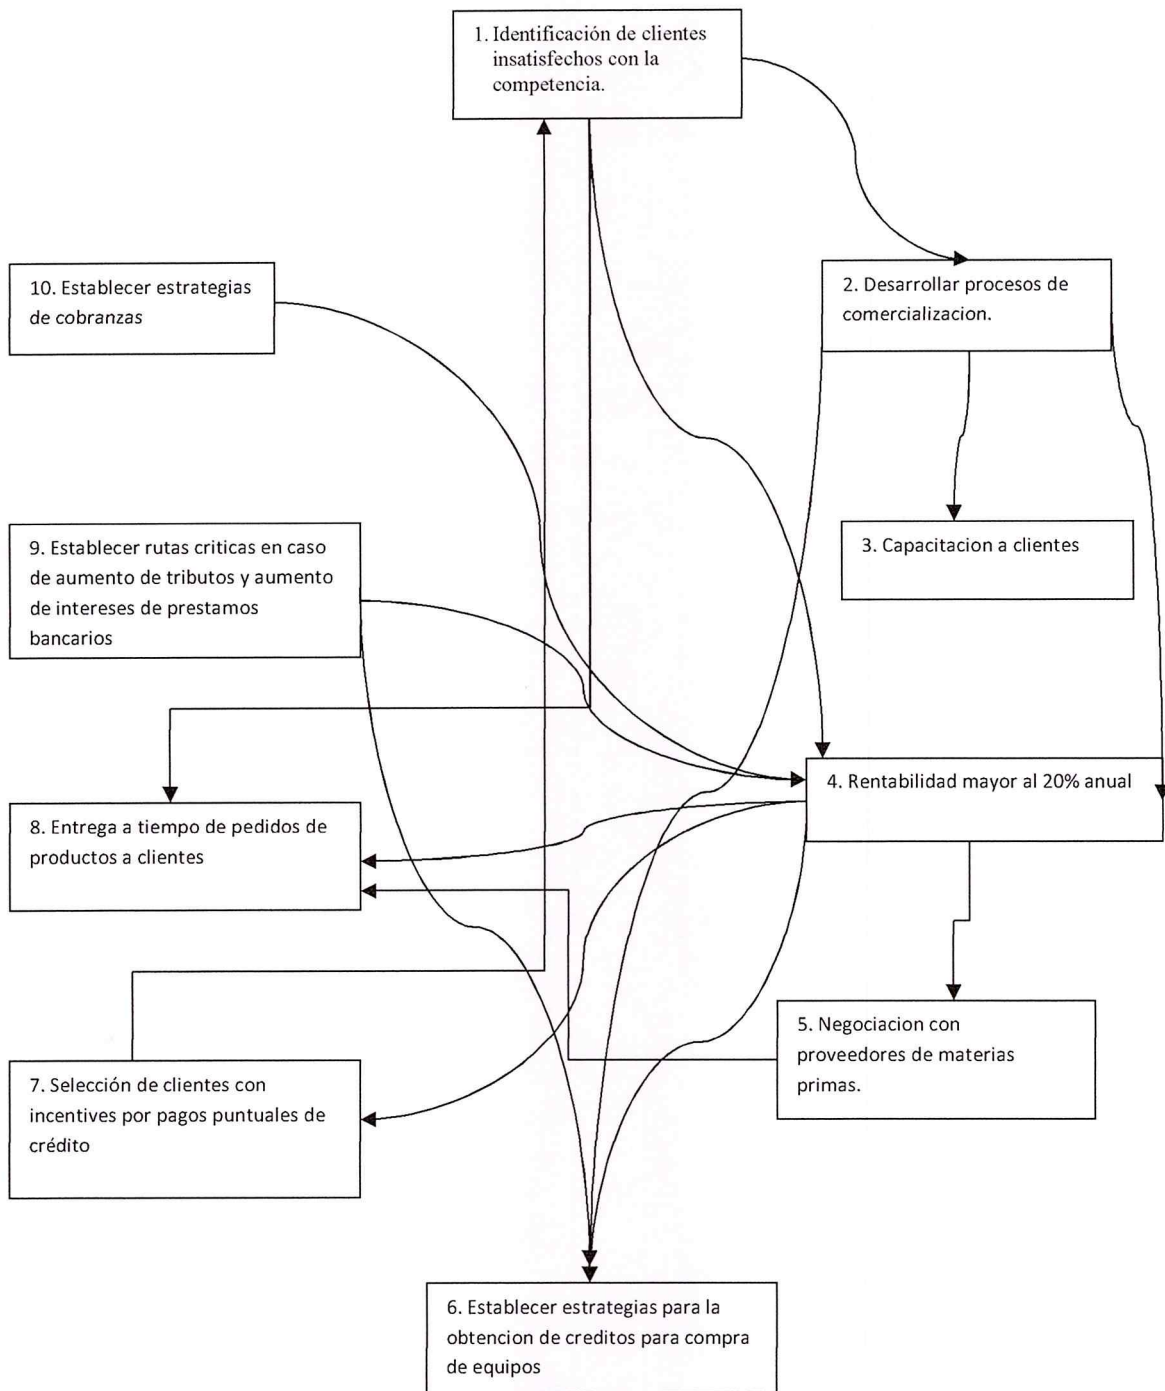 1. Identificación de clientes
insatisfechos con la
competencia.
10. Establecer estrategias
de cobranzas
2. Desarrollar procesos de
comercializacion.
9. Establecer rutas criticas en caso
de aumento de tributos y aumento
de intereses de prestamos
bancarios
3. Capacitacion a clientes
4. Rentabilidad mayor al 20% anual
8. Entrega a tiempo de pedidos de
productos a clientes
5. Negociacion con
proveedores de materias
primas.
7. Selección de clientes con
incentives por pagos puntuales de
crédito
6. Establecer estrategias para la
obtencion de creditos para compra
de equipos